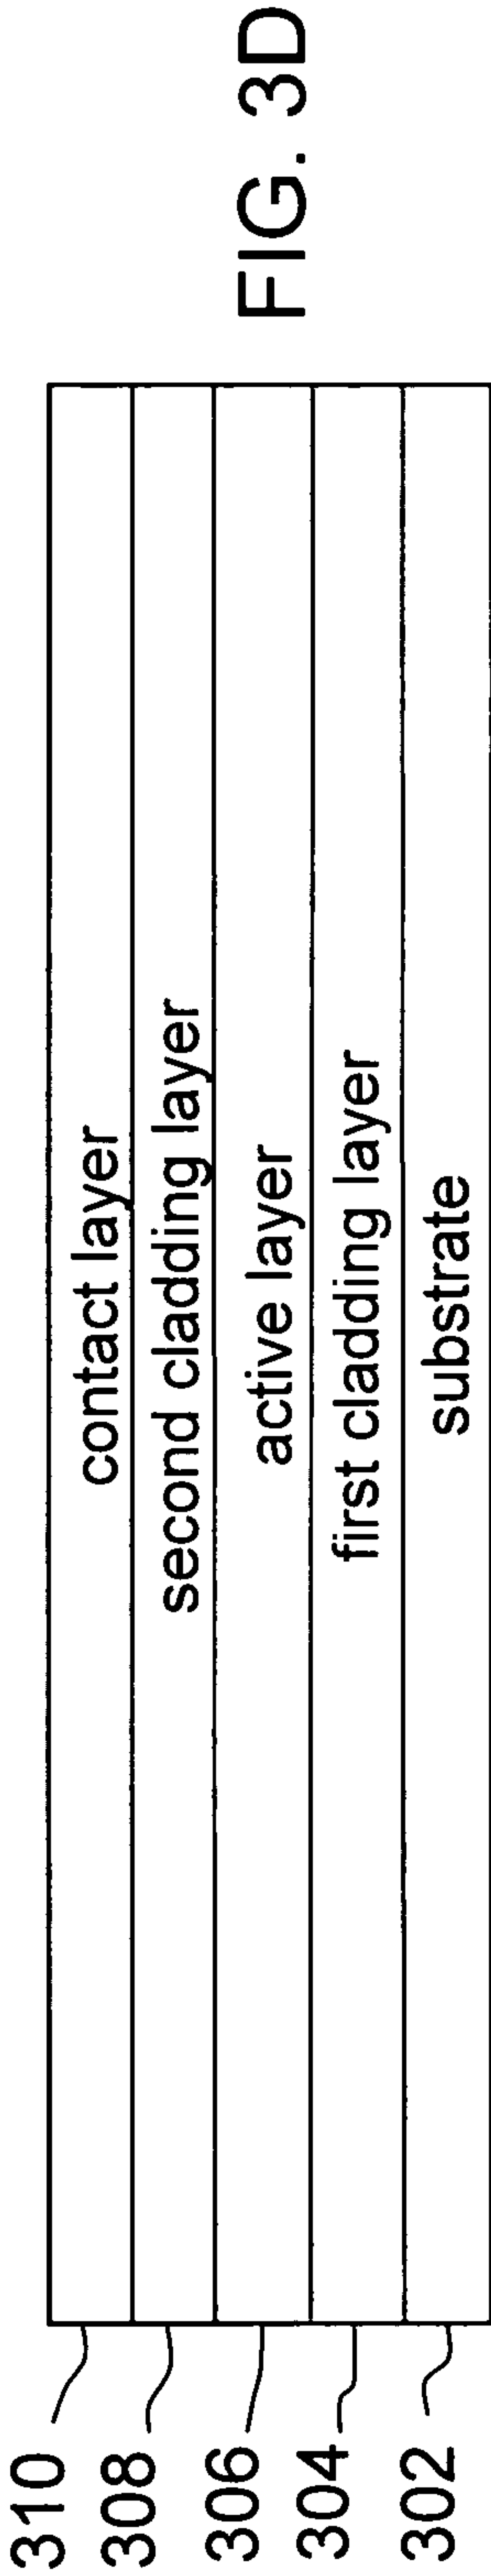 310
contact layer
308
second cladding layer
306
active layer
304
first cladding layer
302
substrate
FIG. 3D